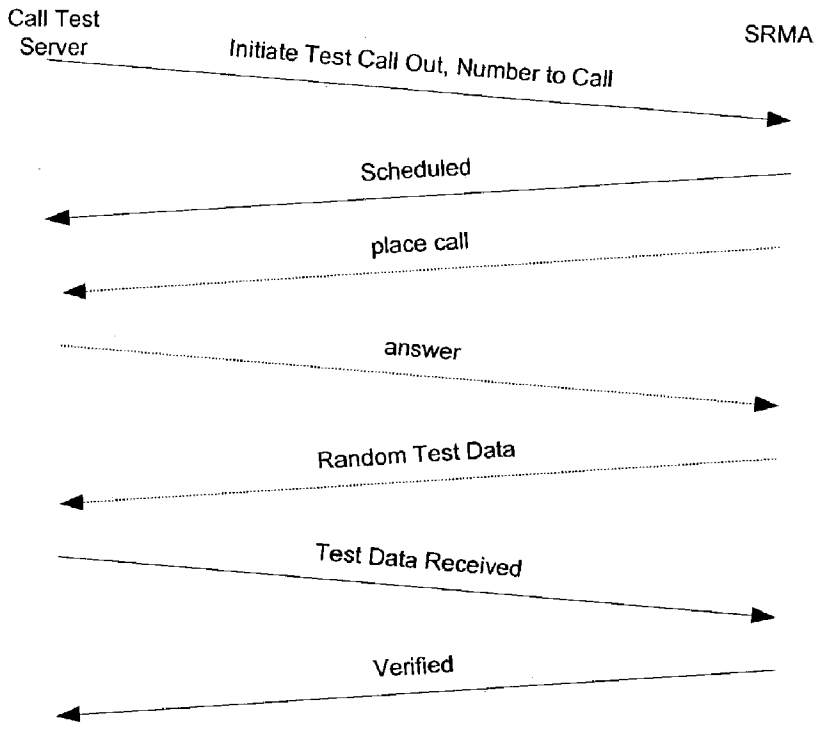 Call Test
Server
SRMA
Initiate Test Call Out, Number to Call
Scheduled
place call
answer
Random Test Data
Test Data Received
Verified